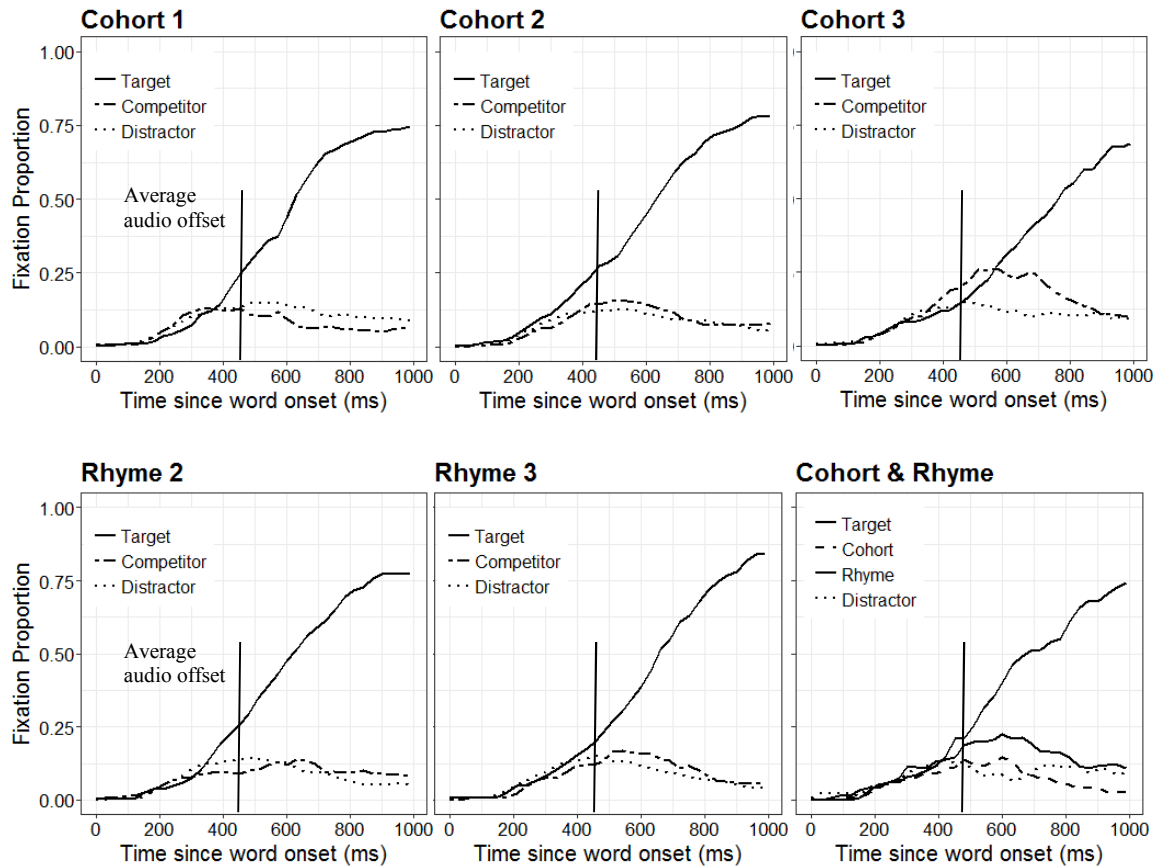 Cohort 1
Cohort 2
Cohort 3
1.00
0.75
0.50
0.25
0.00
Fixation Proportion
Target
Competitor
Distractor
Average
audio offset
0 200 400 600 800 1000
Time since word onset (ms)
Target
Competitor
Distractor
0 200 400 600 800 1000
Time since word onset (ms)
Target
Competitor
Distractor
0 200 400 600 800 1000
Time since word onset (ms)
Rhyme 2
Rhyme 3
Cohort & Rhyme
1.00
0.75
0.50
0.25
0.00
Fixation Proportion
Target
Competitor
Distractor
Average
audio offset
0 200 400 600 800 1000
Time since word onset (ms)
Target
Competitor
Distractor
0 200 400 600 800 1000
Time since word onset (ms)
Target
Cohort
Rhyme
Distractor
0 200 400 600 800 1000
Time since word onset (ms)